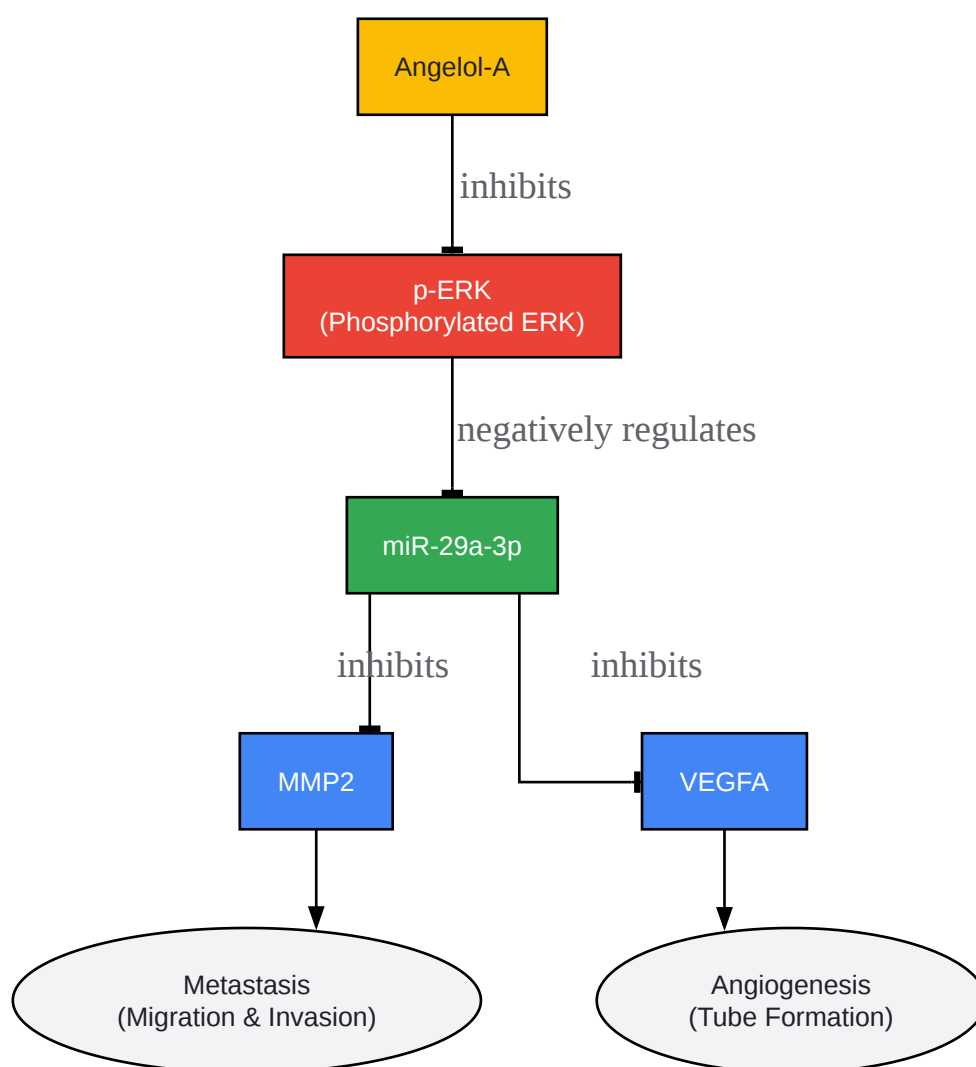 Angelol-A
inhibits
p-ERK
(Phosphorylated ERK)
negatively regulates
miR-29a-3p
inhibits
inhibits
MMP2
VEGFA
Metastasis
(Migration & Invasion)
Angiogenesis
(Tube Formation)